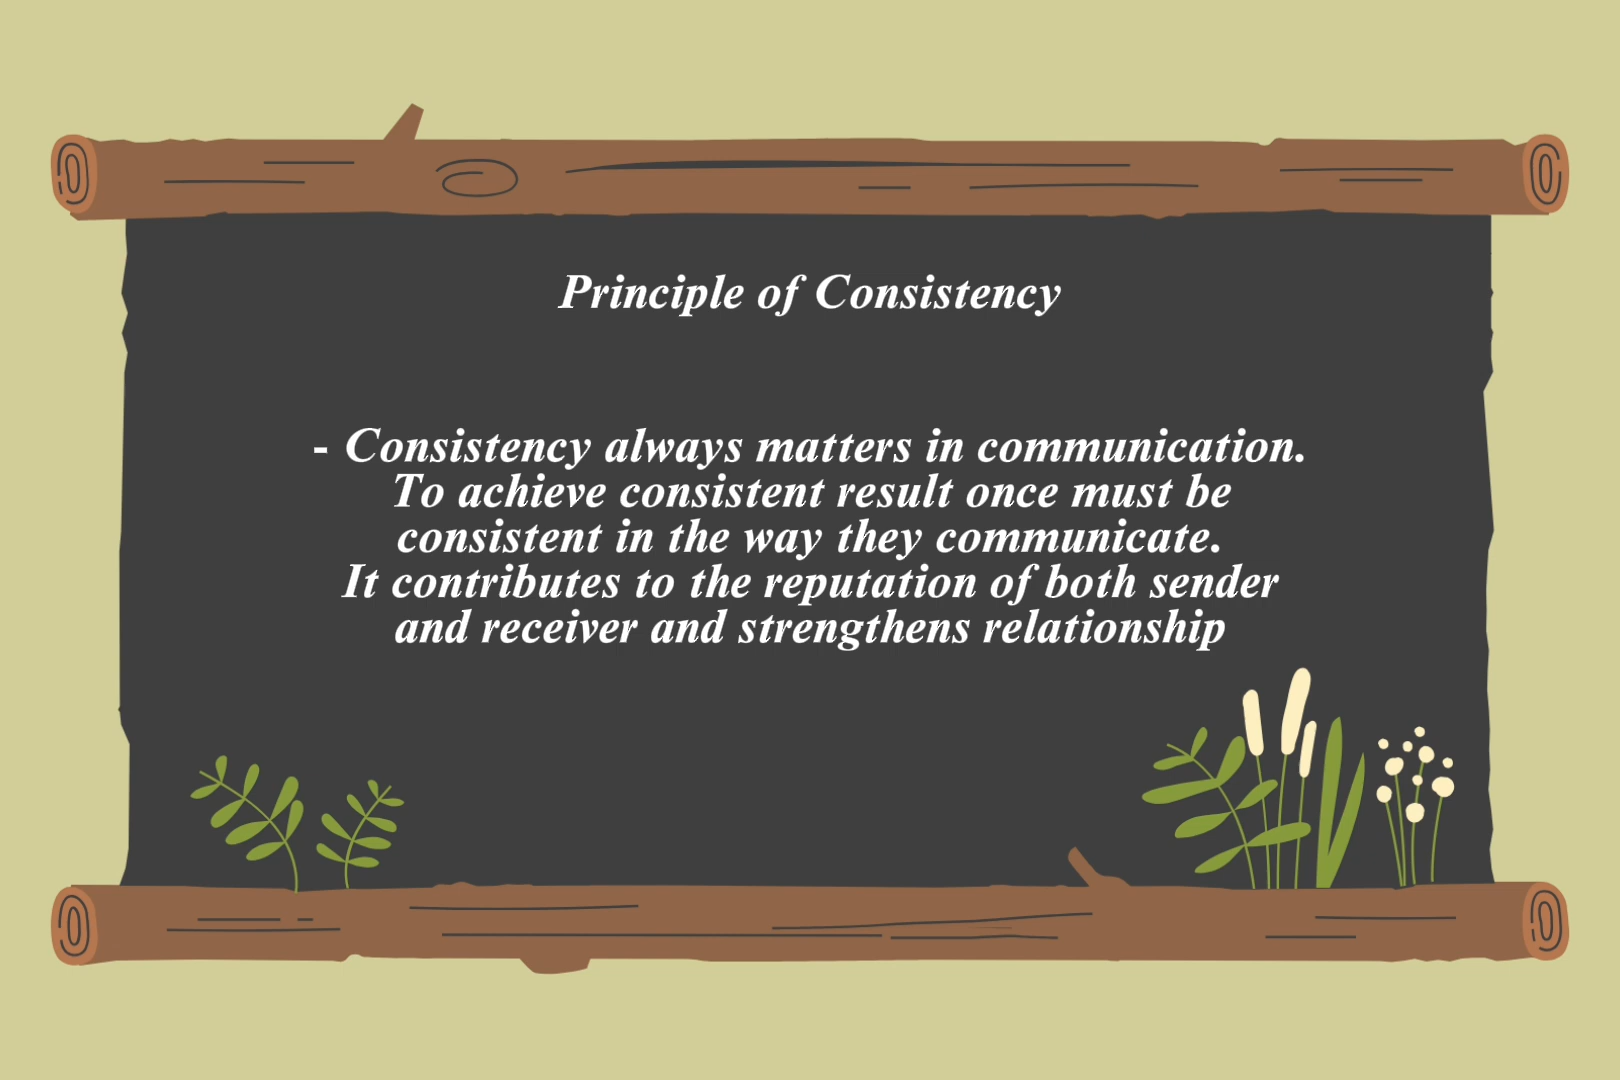 Principle of Consistency
- Consistency always matters in communication.
To achieve consistent result once must be
consistent in the way they communicate.
It contributes to the reputation of both sender
and receiver and strengthens relationship